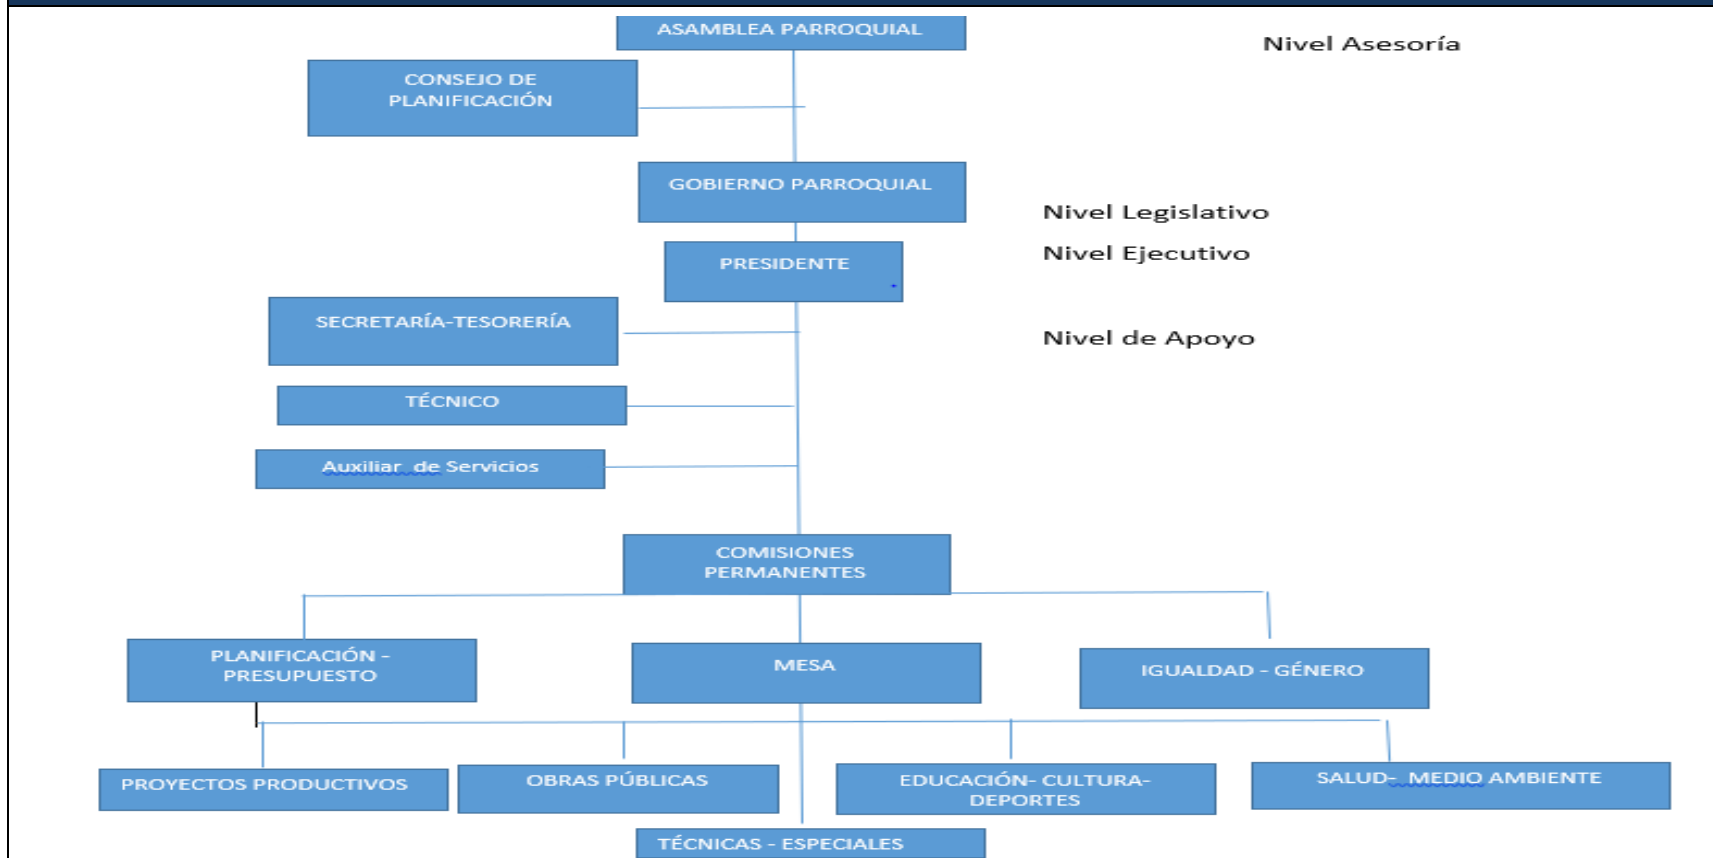 ASAMBLEA PARROQUIAL
Nivel Asesoría
CONSEJO DE
PLANIFICACIÓN
GOBIERNO PARROQUIAL
Nivel Legislativo
PRESIDENTE
Nivel Ejecutivo
SECRETARÍA-TESORERÍA
Nivel de Apoyo
TÉCNICO
Auxiliar de Servicios
COMISIONES
PERMANENTES
PLANIFICACIÓN -
PRESUPUESTO
MESA
IGUALDAD - GÉNERO
PROYECTOS PRODUCTIVOS
OBRAS PÚBLICAS
EDUCACIÓN- CULTURA-
DEPORTES
SALUD- MEDIO AMBIENTE
TÉCNICAS - ESPECIALES